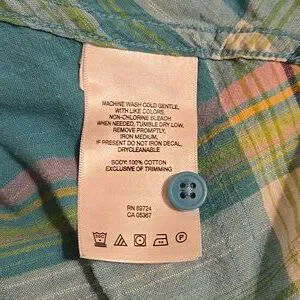 MACHINE WASH COLD GENTLE,
WITH LIKE COLORS,
NON-CHLORINE BLEACH
WHEN NEEDED, TUMBLE DRY LOW,
REMOVE PROMPTLY,
IRON MEDIUM,
IF PRESENT DO NOT IRON DECAL,
DRYCLEANABLE
BODY: 100% COTTON
EXCLUSIVE OF TRIMMING
RN 69724
CA 05367
P